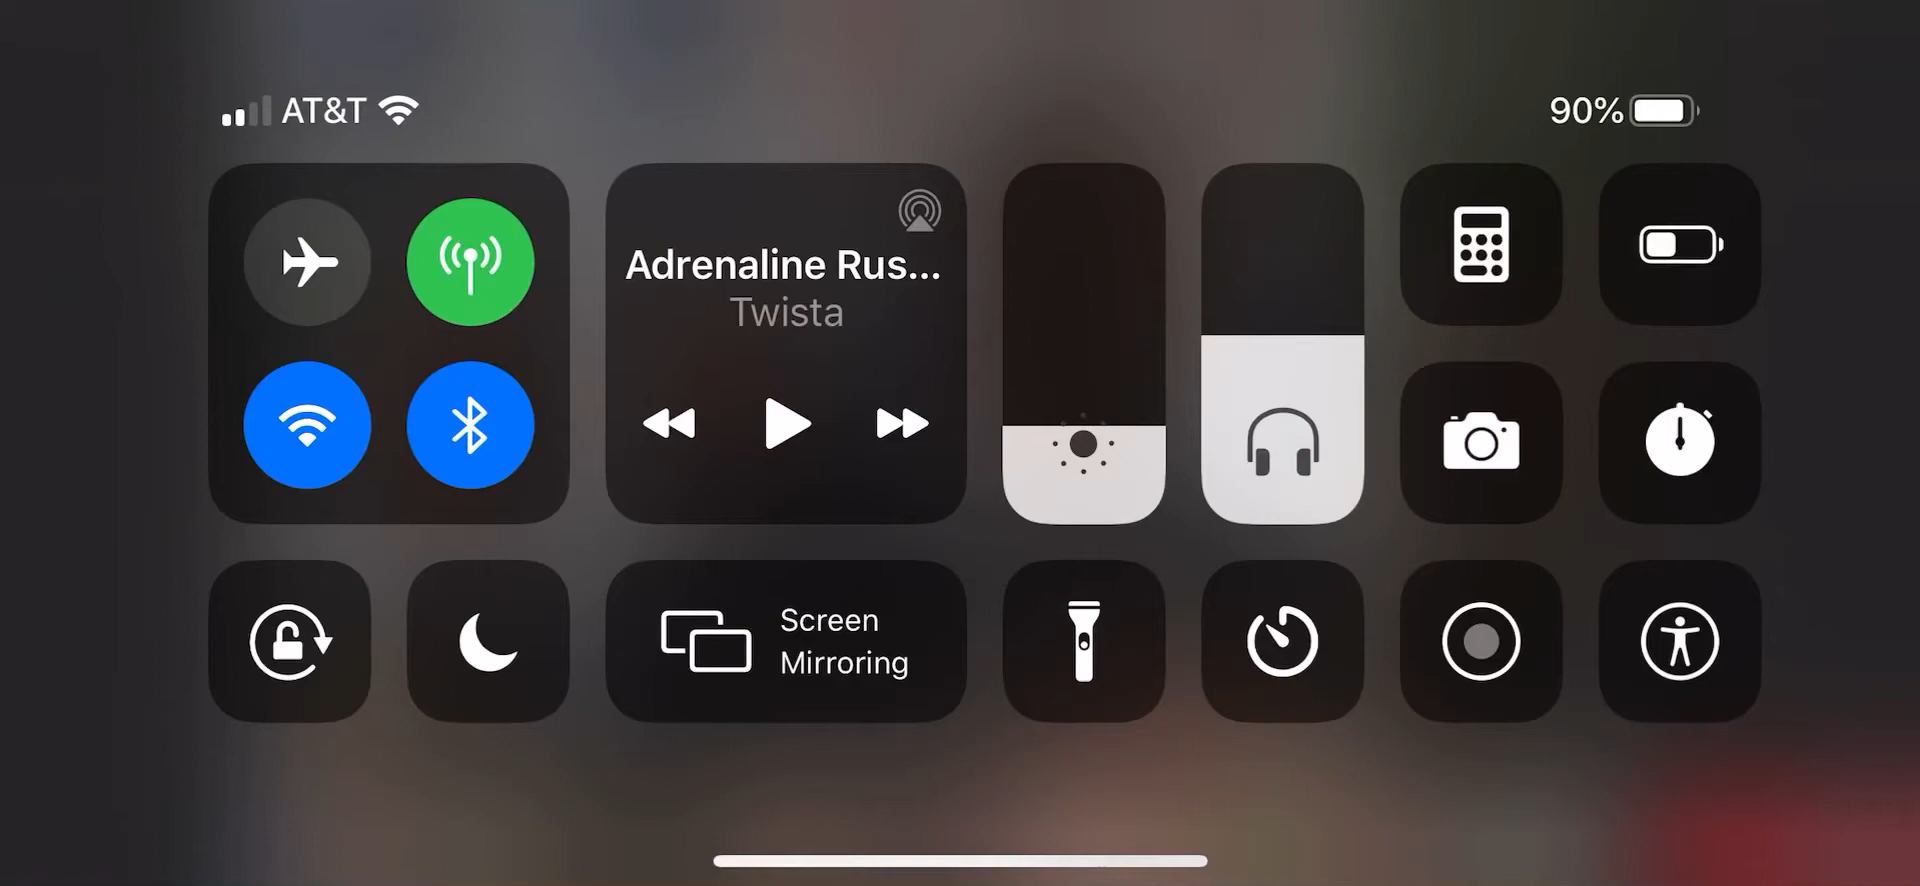 AT&T
90%
Adrenaline Rus...
Twista
Screen
Mirroring